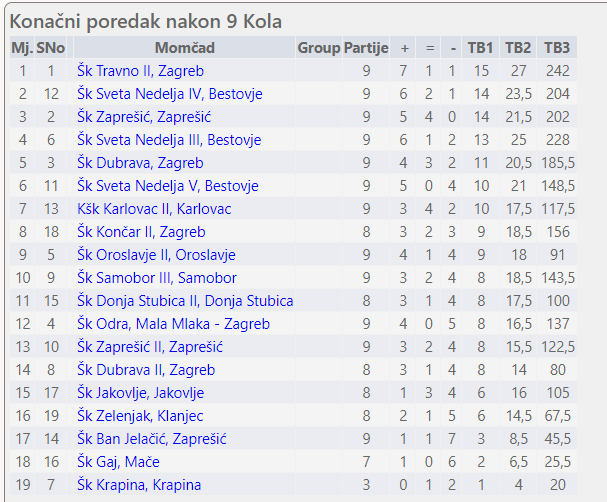 Konačni poredak nakon 9 Kola
Mj. SNo Momčad Group Partije + = - TB1 TB2 TB3
1 1 Šk Travno II, Zagreb 9 7 1 1 15 27 242
2 12 Šk Sveta Nedelja IV, Bestovje 9 6 2 1 14 23,5 204
3 2 Šk Zaprešić, Zaprešić 9 5 4 0 14 21,5 202
4 6 Šk Sveta Nedelja III, Bestovje 9 6 1 2 13 25 228
5 3 Šk Dubrava, Zagreb 9 4 3 2 11 20,5 185,5
6 11 Šk Sveta Nedelja V, Bestovje 9 5 0 4 10 21 148,5
7 13 Kšk Karlovac II, Karlovac 9 3 4 2 10 17,5 117,5
8 18 Šk Končar II, Zagreb 8 3 2 3 9 18,5 156
9 5 Šk Oroslavje II, Oroslavje 9 4 1 4 9 18 91
10 9 Šk Samobor III, Samobor 9 3 2 4 8 18,5 143,5
11 15 Šk Donja Stubica II, Donja Stubica 8 3 1 4 8 17,5 100
12 4 Šk Odra, Mala Mlaka - Zagreb 9 4 0 5 8 16,5 137
13 10 Šk Zaprešić II, Zaprešić 9 3 2 4 8 15,5 122,5
14 8 Šk Dubrava II, Zagreb 8 3 1 4 8 14 80
15 17 Šk Jakovlje, Jakovlje 8 1 3 4 6 16 105
16 19 Šk Zelenjak, Klanjec 8 2 1 5 6 14,5 67,5
17 14 Šk Ban Jelačić, Zaprešić 9 1 1 7 3 8,5 45,5
18 16 Šk Gaj, Mače 7 1 0 6 2 6,5 25,5
19 7 Šk Krapina, Krapina 3 0 1 2 1 4 20